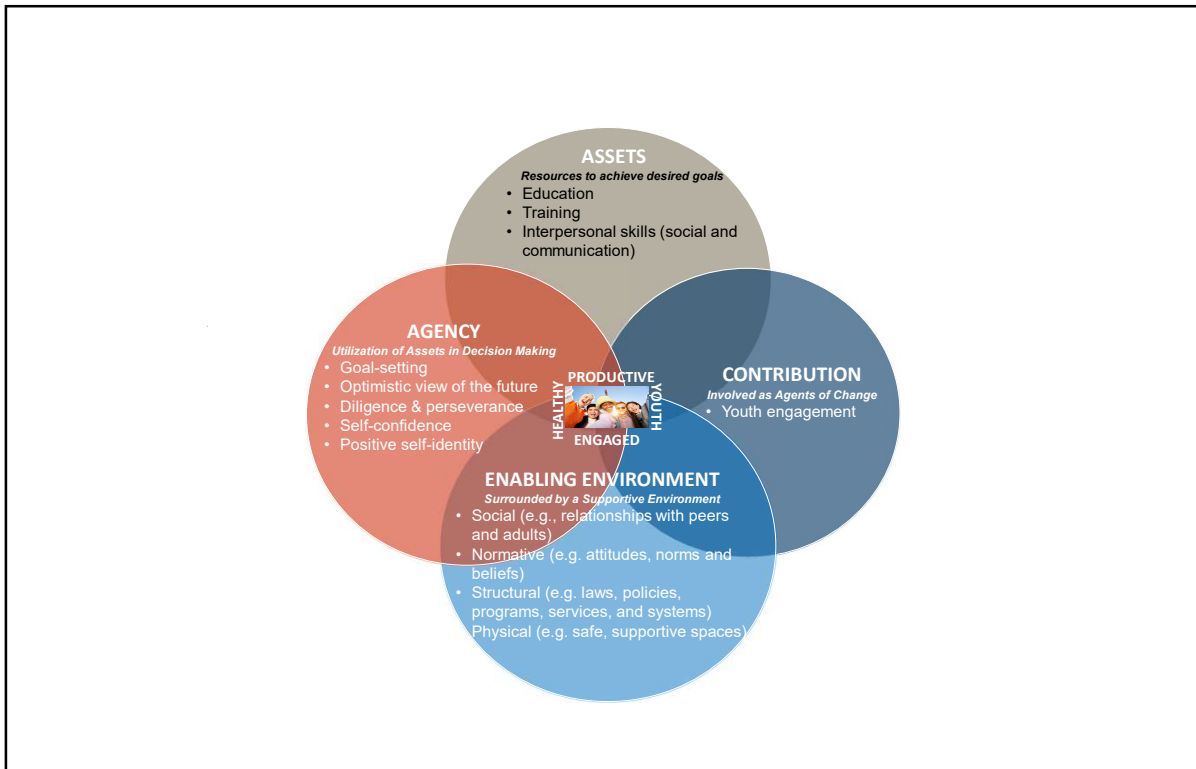 ASSETS
Resources to achieve desired goals
• Education
• Training
• Interpersonal skills (social and
communication)
AGENCY
Utilization of Assets in Decision Making
• Goal-setting
• Optimistic view of the future
• Diligence & perseverance
• Self-confidence
• Positive self-identity
PRODUCTIVE
HEALTHY
YOUTH
ENGAGED
CONTRIBUTION
Involved as Agents of Change
• Youth engagement
ENABLING ENVIRONMENT
Surrounded by a Supportive Environment
• Social (e.g., relationships with peers
and adults)
• Normative (e.g. attitudes, norms and
beliefs)
• Structural (e.g. laws, policies,
programs, services, and systems)
• Physical (e.g. safe, supportive spaces)